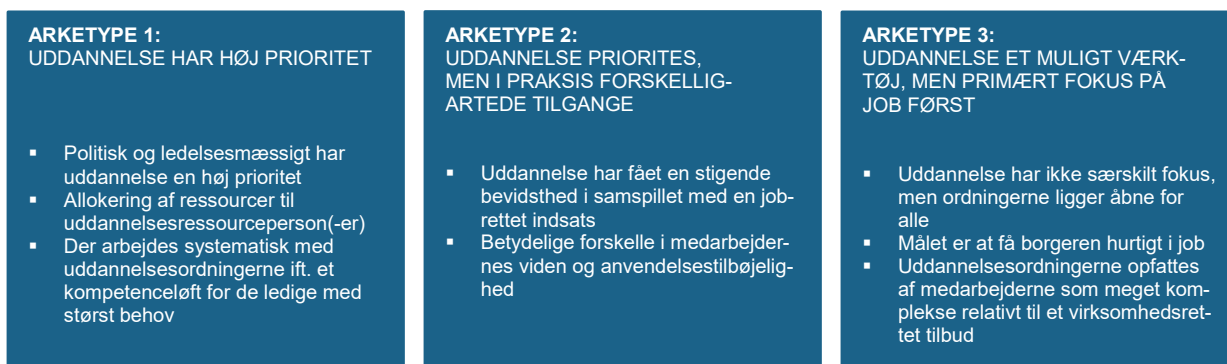 ARKETYPE 1:
UDDANNELSE HAR HØJ PRIORITET
▪ Politisk og ledelsesmæssigt har
uddannelse en høj prioritet
▪ Allokering af ressourcer til
uddannelsesressourceperson(-er)
▪ Der arbejdes systematisk med
uddannelsesordningerne ift. et
kompetenceløft for de ledige med
størst behov
ARKETYPE 2:
UDDANNELSE PRIORITES,
MEN I PRAKSIS FORSKELLIG-
ARTEDE TILGANGE
▪ Uddannelse har fået en stigende
bevidsthed i samspillet med en job-
rettet indsats
▪ Betydelige forskelle i medarbejder-
nes viden og anvendelsestilbøjelig-
hed
ARKETYPE 3:
UDDANNELSE ET MULIGT VÆRK-
TØJ, MEN PRIMÆRT FOKUS PÅ
JOB FØRST
▪ Uddannelse har ikke særskilt fokus,
men ordningerne ligger åbne for
alle
▪ Målet er at få borgeren hurtigt i job
▪ Uddannelsesordningerne opfattes
af medarbejderne som meget kom-
plekse relativt til et virksomhedsret-
tet tilbud